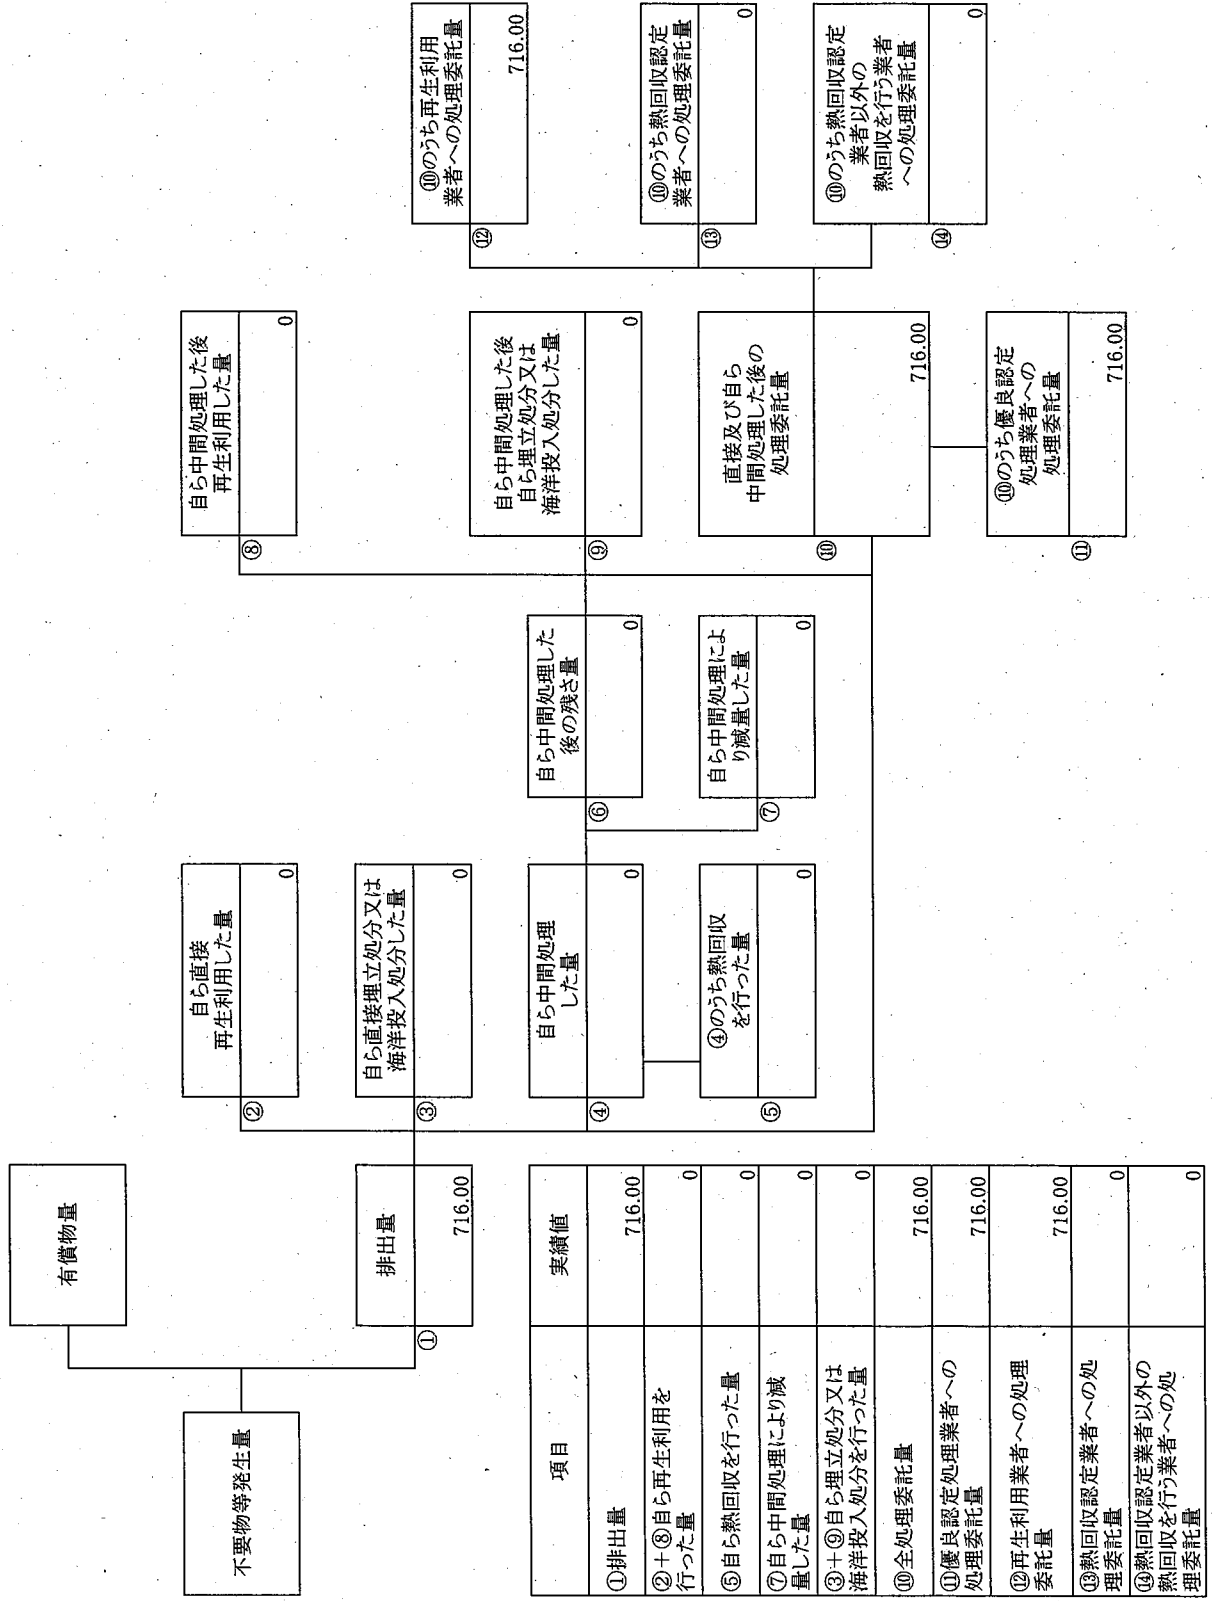 不要物等発生量
有償物量
①
排出量
716.00
②
自ら直接
再生利用した量
0
③
自ら直接埋立処分又は
海洋投入処分した量
0
④
自ら中間処理
した量
0
⑤
④のうち熱回収
を行った量
0
⑥
自ら中間処理した
後の残さ量
0
⑦
自ら中間処理によ
り減量した量
0
⑧
自ら中間処理した後
再生利用した量
0
⑨
自ら中間処理した後
自ら埋立処分又は
海洋投入処分した量
0
⑩
直接及び自ら
中間処理した後の
処理委託量
716.00
⑪
⑩のうち優良認定
処理業者への
処理委託量
716.00
⑫
⑩のうち再生利用
業者への処理委託量
716.00
⑬
⑩のうち熱回収認定
業者への処理委託量
0
⑭
⑩のうち熱回収認定
業者以外の
熱回収を行う業者
への処理委託量
0
項目 実績値
①排出量 716.00
②+⑧自ら再生利用を
行った量 0
⑤自ら熱回収を行った量 0
⑦自ら中間処理により減
量した量 0
③+⑨自ら埋立処分又は
海洋投入処分を行った量 0
⑩全処理委託量 716.00
⑪優良認定処理業者への
処理委託量 716.00
⑫再生利用業者への処理
委託量 716.00
⑬熱回収認定業者への処
理委託量 0
⑭熱回収認定業者以外の
熱回収を行う業者への処
理委託量 0